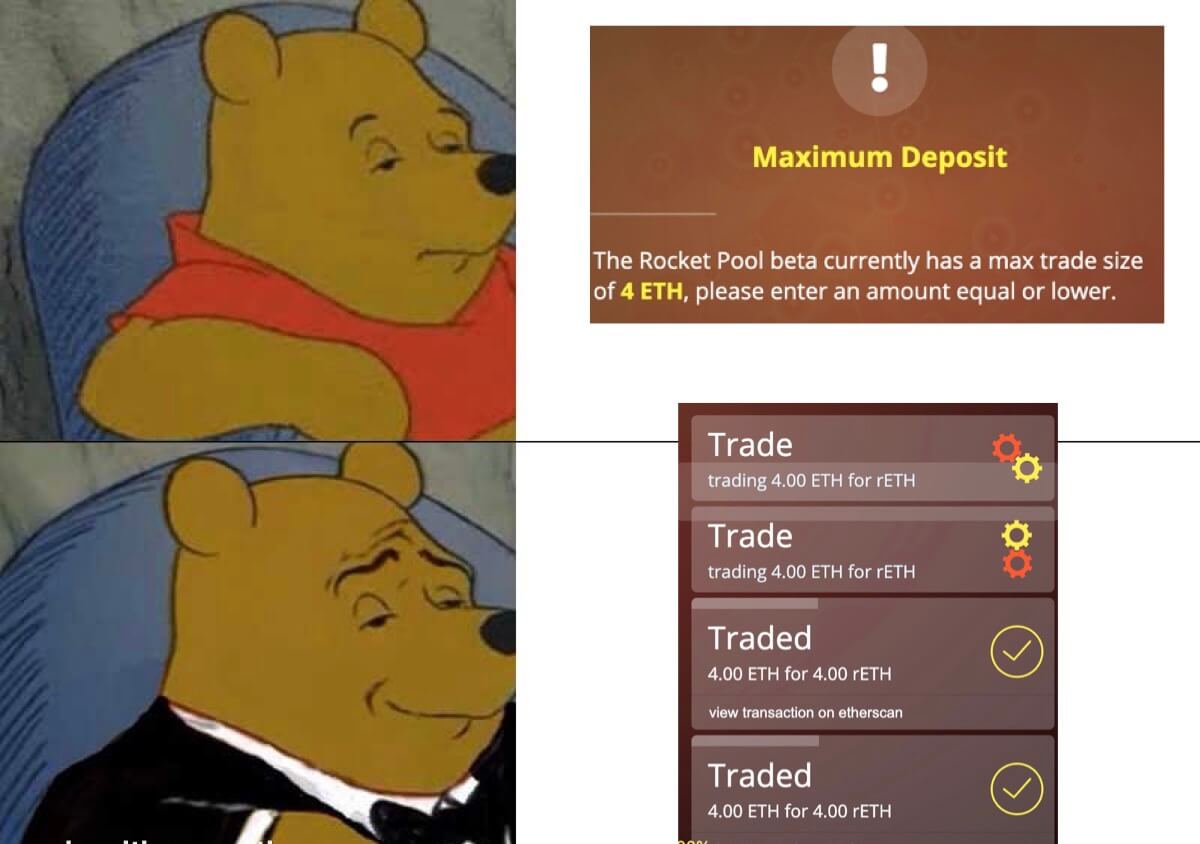 !
Maximum Deposit
The Rocket Pool beta currently has a max trade size
of 4 ETH, please enter an amount equal or lower.
Trade
trading 4.00 ETH for rETH
Trade
trading 4.00 ETH for rETH
Traded
4.00 ETH for 4.00 rETH
view transaction on etherscan
Traded
4.00 ETH for 4.00 rETH